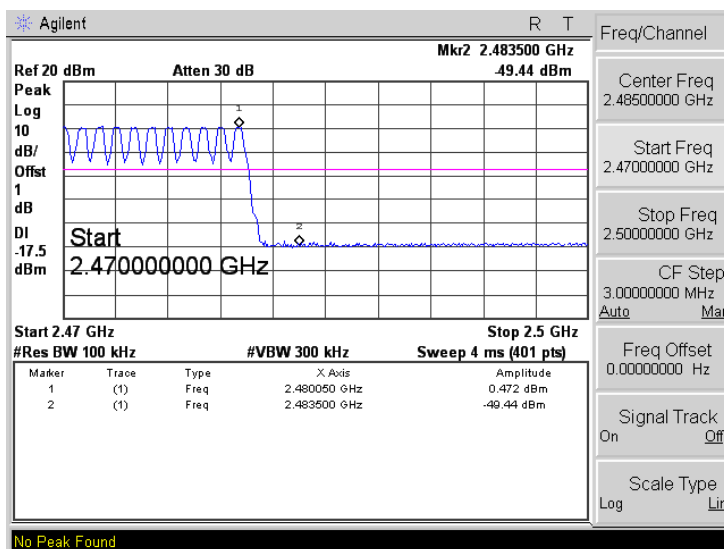 Agilent R T
Mkr2 2.483500 GHz
Ref 20 dBm Atten 30 dB -49.44 dBm
Peak
Log
10
dB/
Offst
1
dB
DI
-17.5
dBm
1
2
Start
2.470000000 GHz
Start 2.47 GHz Stop 2.5 GHz
#Res BW 100 kHz #VBW 300 kHz Sweep 4 ms (401 pts)
Marker Trace Type X Axis Amplitude
1 (1) Freq 2.480050 GHz 0.472 dBm
2 (1) Freq 2.483500 GHz -49.44 dBm
No Peak Found
Freq/Channel
Center Freq
2.48500000 GHz
Start Freq
2.47000000 GHz
Stop Freq
2.50000000 GHz
CF Step
3.00000000 MHz
Auto Mar
Freq Offset
0.00000000 Hz
Signal Track
On Off
Scale Type
Log Lin